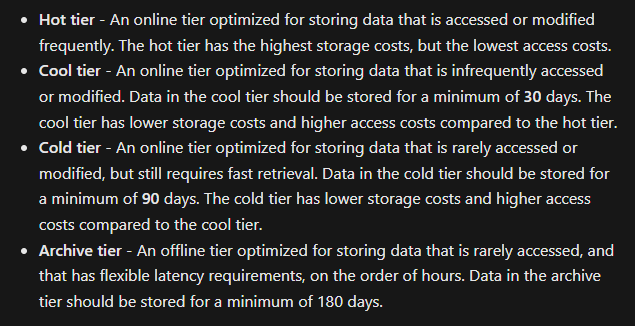 • Hot tier - An online tier optimized for storing data that is accessed or modified
frequently. The hot tier has the highest storage costs, but the lowest access costs.
• Cool tier - An online tier optimized for storing data that is infrequently accessed
or modified. Data in the cool tier should be stored for a minimum of 30 days. The
cool tier has lower storage costs and higher access costs compared to the hot tier.
• Cold tier - An online tier optimized for storing data that is rarely accessed or
modified, but still requires fast retrieval. Data in the cold tier should be stored for
a minimum of 90 days. The cold tier has lower storage costs and higher access
costs compared to the cool tier.
• Archive tier - An offline tier optimized for storing data that is rarely accessed, and
that has flexible latency requirements, on the order of hours. Data in the archive
tier should be stored for a minimum of 180 days.